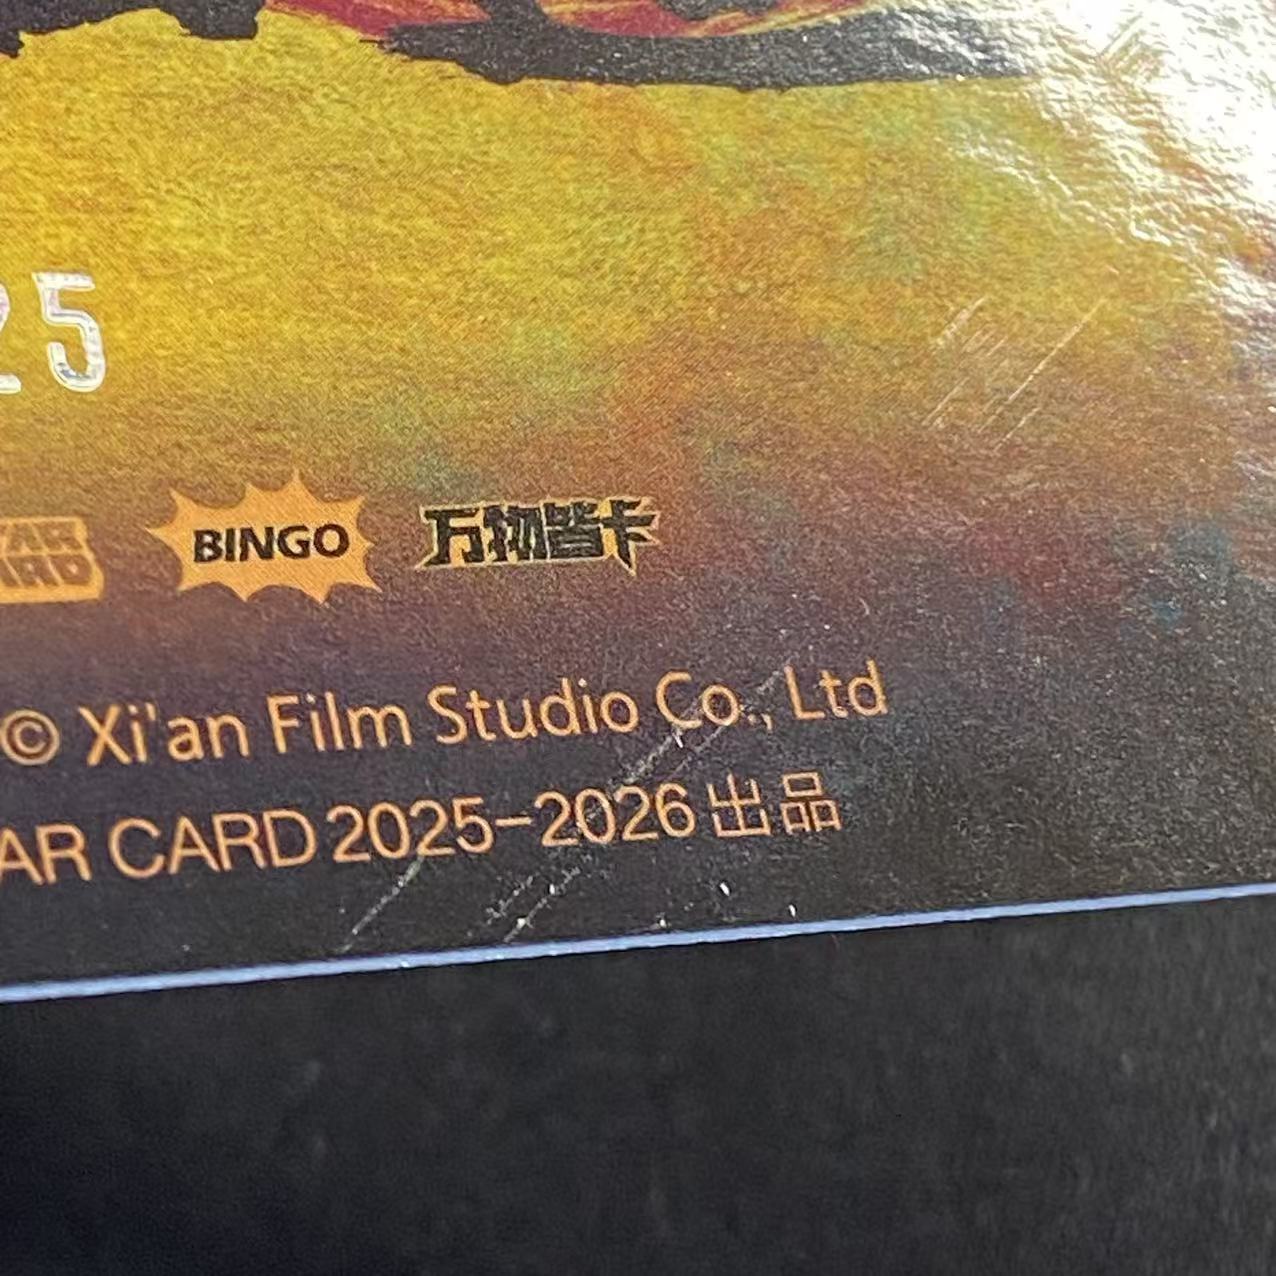 25
BINGO 万物皆卡
© Xi'an Film Studio Co., Ltd
AR CARD 2025-2026 出品